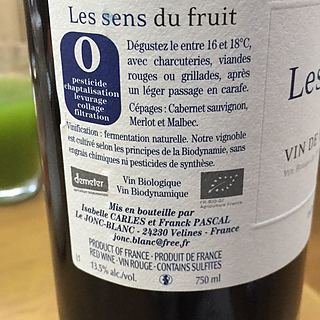 Les sens du fruit
0
pesticide
chaptalisation
levurage
collage
filtration
Dégustez le entre 16 et 18°C,
avec charcuteries, viandes
rouges ou grillades, après
un léger passage en carafe.
Cépages : Cabernet sauvignon,
Merlot et Malbec.
Vinification : fermentation naturelle. Notre vignoble
est cultivé selon les principes de la Biodynamie, sans
engrais chimiques ni pesticides de synthèse.
demeter
Vin Biologique
Vin Biodynamique
Agriculture France
Mis en bouteille par
Isabelle CARLES et Franck PASCAL
Le JONC-BLANC - 24230 Velines - France
jonc.blanc@free.fr
PRODUCT OF FRANCE - PRODUIT DE FRANCE
RED WINE - VIN ROUGE - CONTAINS SULFITES
13.5% alc/vol.
750 ml
Les
VIN DE